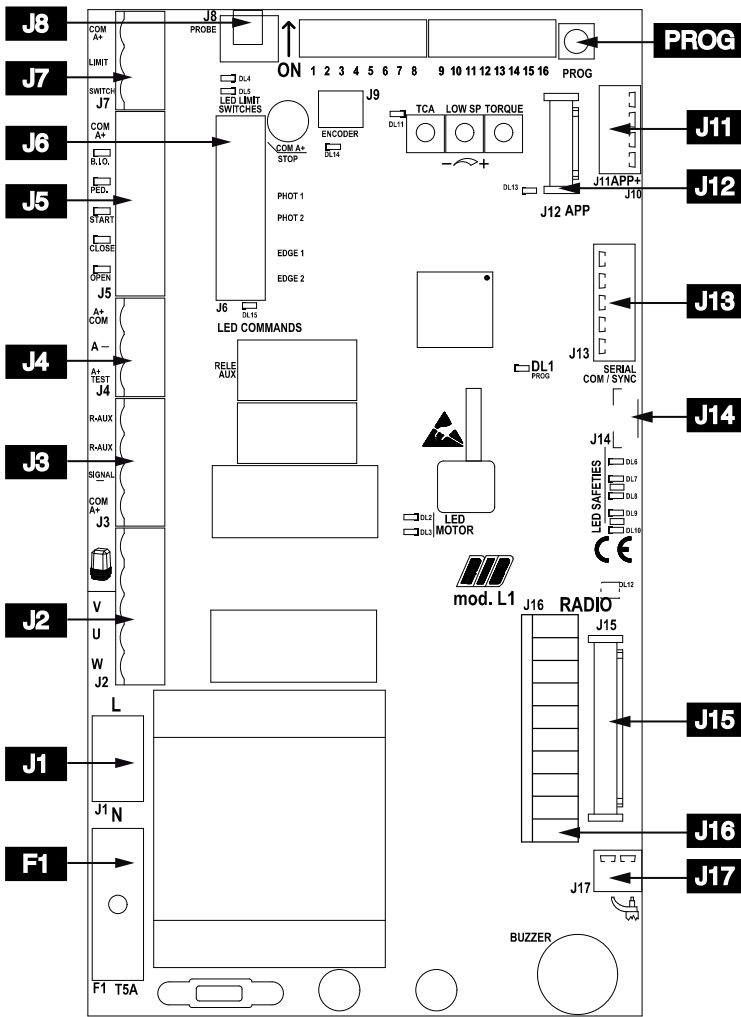 J8
J7
J6
J5
J4
J3
J2
J1
F1
PROG
J11
J12
J13
J14
J15
J16
J17
COM
A+
LIMIT
SWITCH
J7
COM
A+
B.I.O.
PED.
START
CLOSE
OPEN
J5
A+
COM
A −
A+
TEST
J4
R-AUX
R-AUX
SIGNAL
−
COM
A+
J3
V
U
W
J2
L
J1 N
F1 T5A
J8
PROBE
ON
1 2 3 4 5 6 7 8 9 10 11 12 13 14 15 16
PROG
DL4
DL5
LED LIMIT
SWITCHES
COM A+
STOP
J9
ENCODER
DL14
PHOT 1
PHOT 2
EDGE 1
EDGE 2
J6
DL15
LED COMMANDS
DL11
TCA LOW SP TORQUE
− +
DL13
J12 APP
J11 APP+
J10
RELE
AUX
DL1
PROG
J13
SERIAL
COM / SYNC
J14
LED SAFETIES
DL6
DL7
DL8
DL9
DL10
CE
DL2
DL3
LED
MOTOR
mod. L1
DL12
RADIO
J16
J15
J17
BUZZER